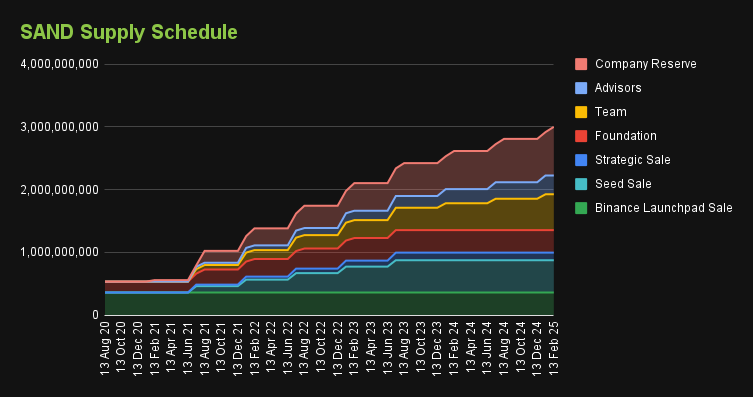 SAND Supply Schedule
4,000,000,000
3,000,000,000
2,000,000,000
1,000,000,000
0
13 Aug 20
13 Oct 20
13 Dec 20
13 Feb 21
13 Apr 21
13 Jun 21
13 Aug 21
13 Oct 21
13 Dec 21
13 Feb 22
13 Apr 22
13 Jun 22
13 Aug 22
13 Oct 22
13 Dec 22
13 Feb 23
13 Apr 23
13 Jun 23
13 Aug 23
13 Oct 23
13 Dec 23
13 Feb 24
13 Apr 24
13 Jun 24
13 Aug 24
13 Oct 24
13 Dec 24
13 Feb 25
Company Reserve
Advisors
Team
Foundation
Strategic Sale
Seed Sale
Binance Launchpad Sale